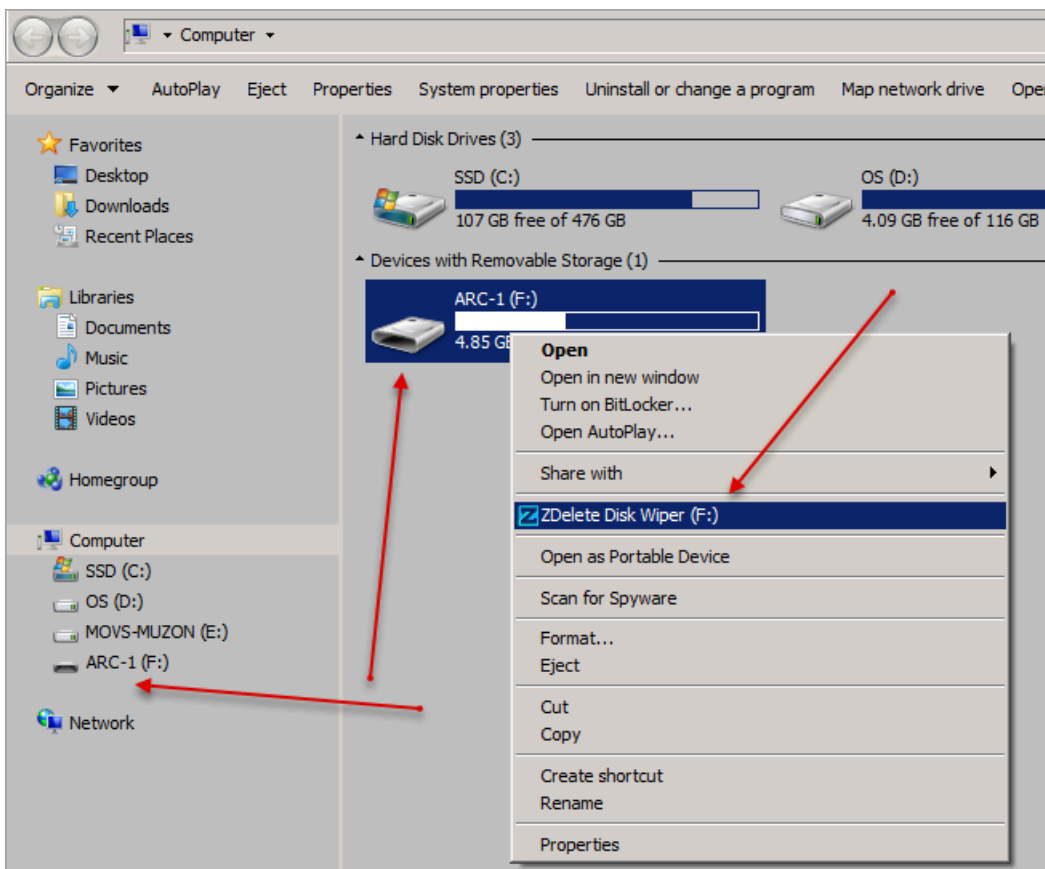 Computer
Organize AutoPlay Eject Properties System properties Uninstall or change a program Map network drive
Favorites
Desktop
Downloads
Recent Places
Libraries
Documents
Music
Pictures
Videos
Homegroup
Computer
SSD (C:)
OS (D:)
MOVS-MUZON (E:)
ARC-1 (F:)
Network
Hard Disk Drives (3)
SSD (C:)
107 GB free of 476 GB
OS (D:)
4.09 GB free of 116 GB
Devices with Removable Storage (1)
ARC-1 (F:)
4.85
Open
Open in new window
Turn on BitLocker...
Open AutoPlay...
Share with
ZDelete Disk Wiper (F:)
Open as Portable Device
Scan for Spyware
Format...
Eject
Cut
Copy
Create shortcut
Rename
Properties